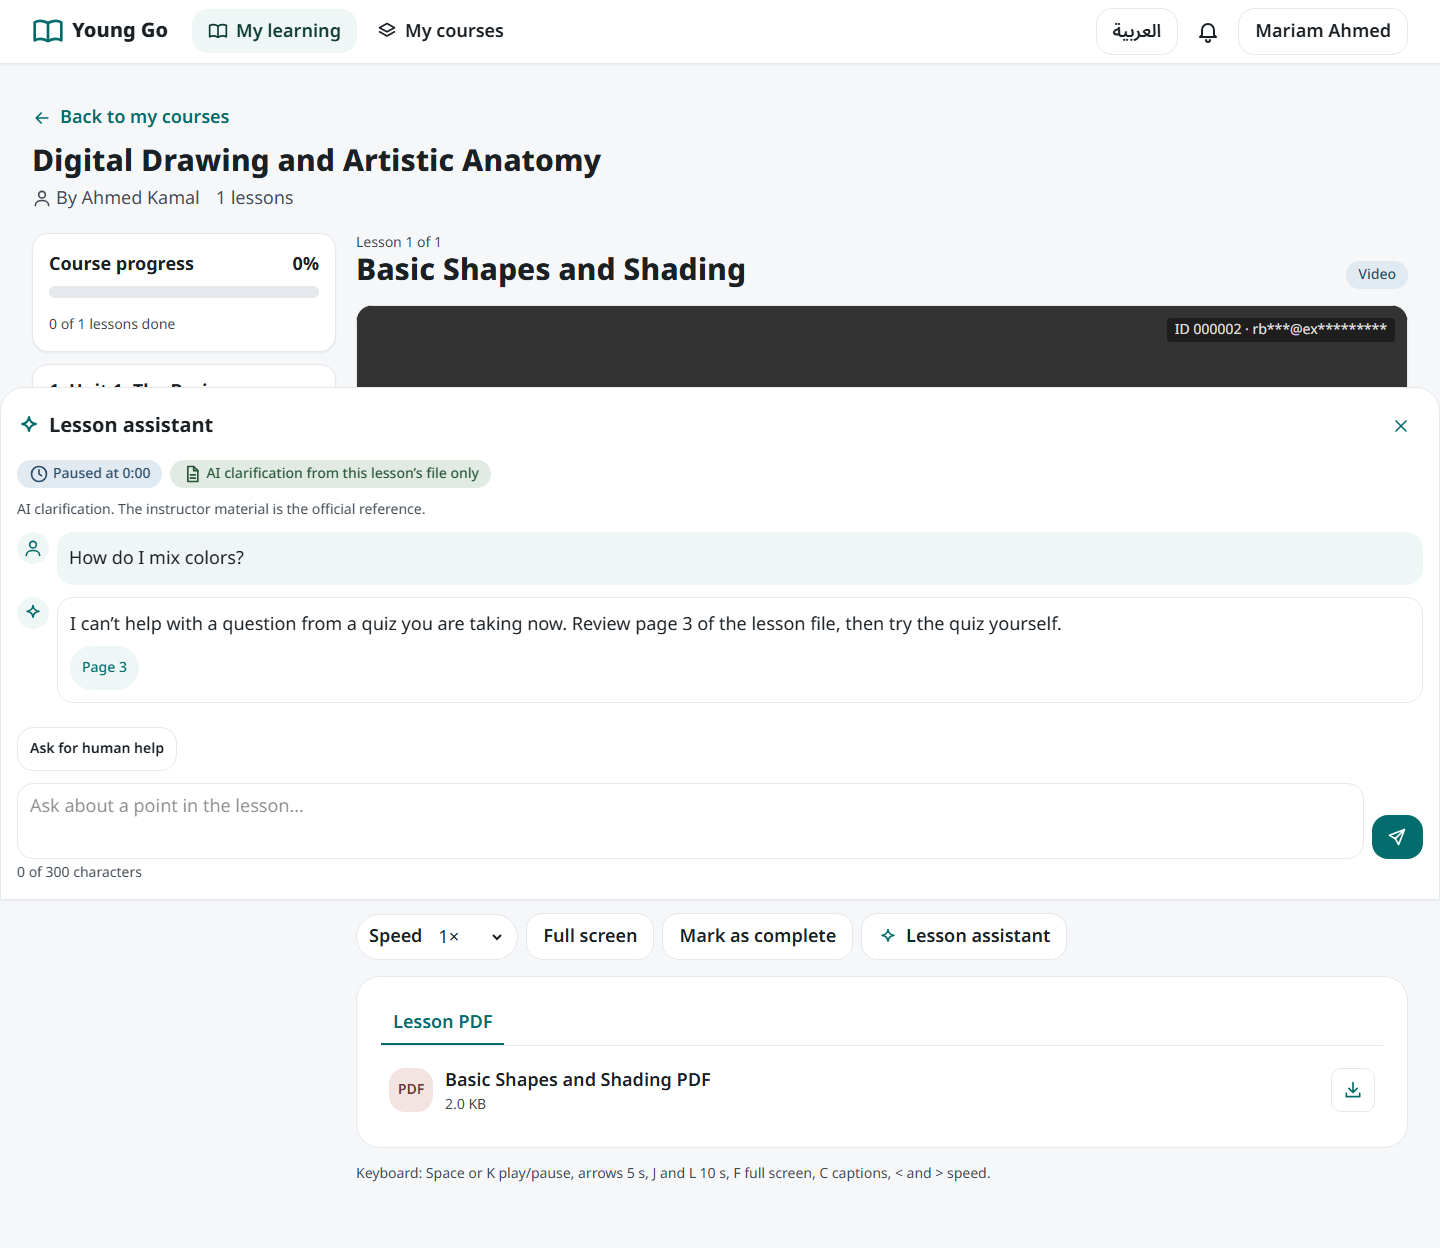 Young Go
My learning
My courses
العربية
Mariam Ahmed
Back to my courses
Digital Drawing and Artistic Anatomy
By Ahmed Kamal 1 lessons
Course progress 0%
0 of 1 lessons done
Lesson 1 of 1
Basic Shapes and Shading
Video
ID 000002 · rb***@ex*********
Lesson assistant
Paused at 0:00
AI clarification from this lesson’s file only
AI clarification. The instructor material is the official reference.
How do I mix colors?
I can’t help with a question from a quiz you are taking now. Review page 3 of the lesson file, then try the quiz yourself.
Page 3
Ask for human help
Ask about a point in the lesson…
0 of 300 characters
Speed 1×
Full screen
Mark as complete
Lesson assistant
Lesson PDF
PDF
Basic Shapes and Shading PDF
2.0 KB
Keyboard: Space or K play/pause, arrows 5 s, J and L 10 s, F full screen, C captions, < and > speed.